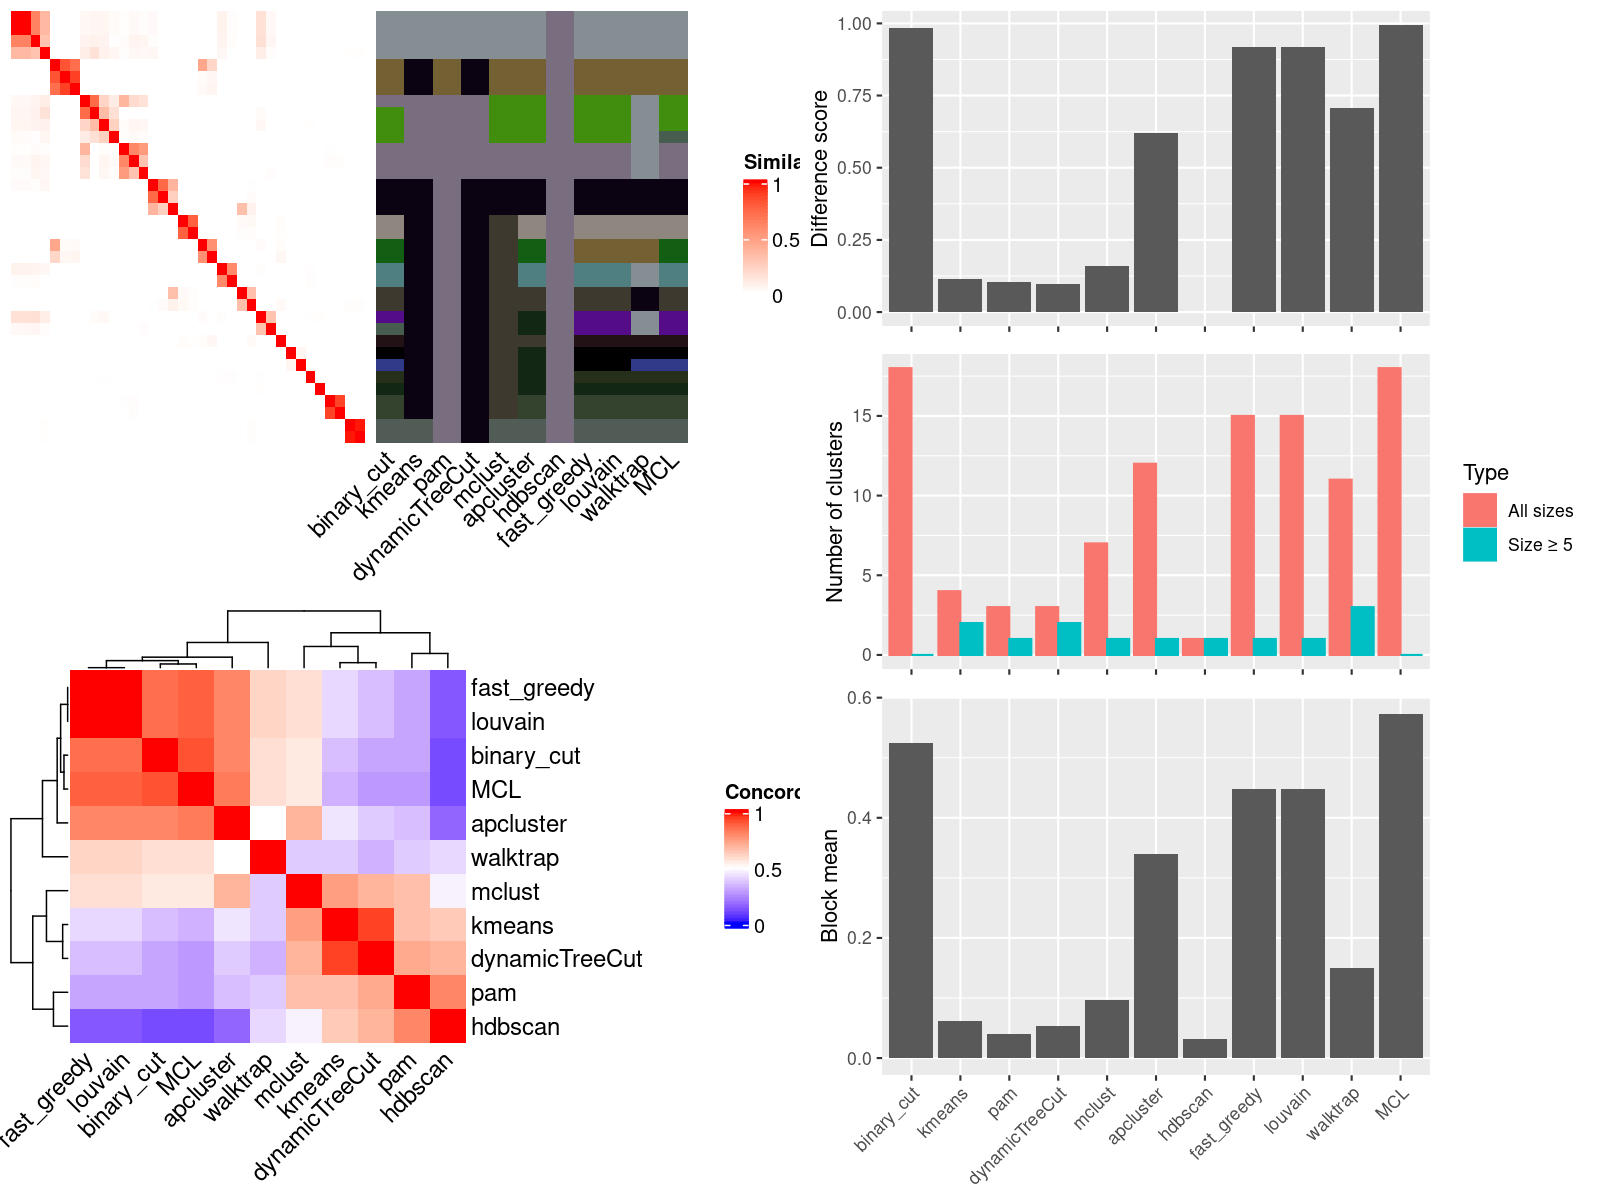 Simila
1
0.5
0
binary_cut
kmeans
pam
dynamicTreeCut
mclust
apcluster
hdbscan
fast_greedy
louvain
walktrap
MCL
fast_greedy
louvain
binary_cut
MCL
apcluster
walktrap
mclust
kmeans
dynamicTreeCut
pam
hdbscan
Concord
1
0.5
0
fast_greedy
louvain
binary_cut
MCL
apcluster
walktrap
mclust
kmeans
dynamicTreeCut
pam
hdbscan
Difference score
1.00
0.75
0.50
0.25
0.00
Number of clusters
15
10
5
0
Type
All sizes
Size ≥ 5
Block mean
0.6
0.4
0.2
0.0
binary_cut
kmeans
pam
dynamicTreeCut
mclust
apcluster
hdbscan
fast_greedy
louvain
walktrap
MCL